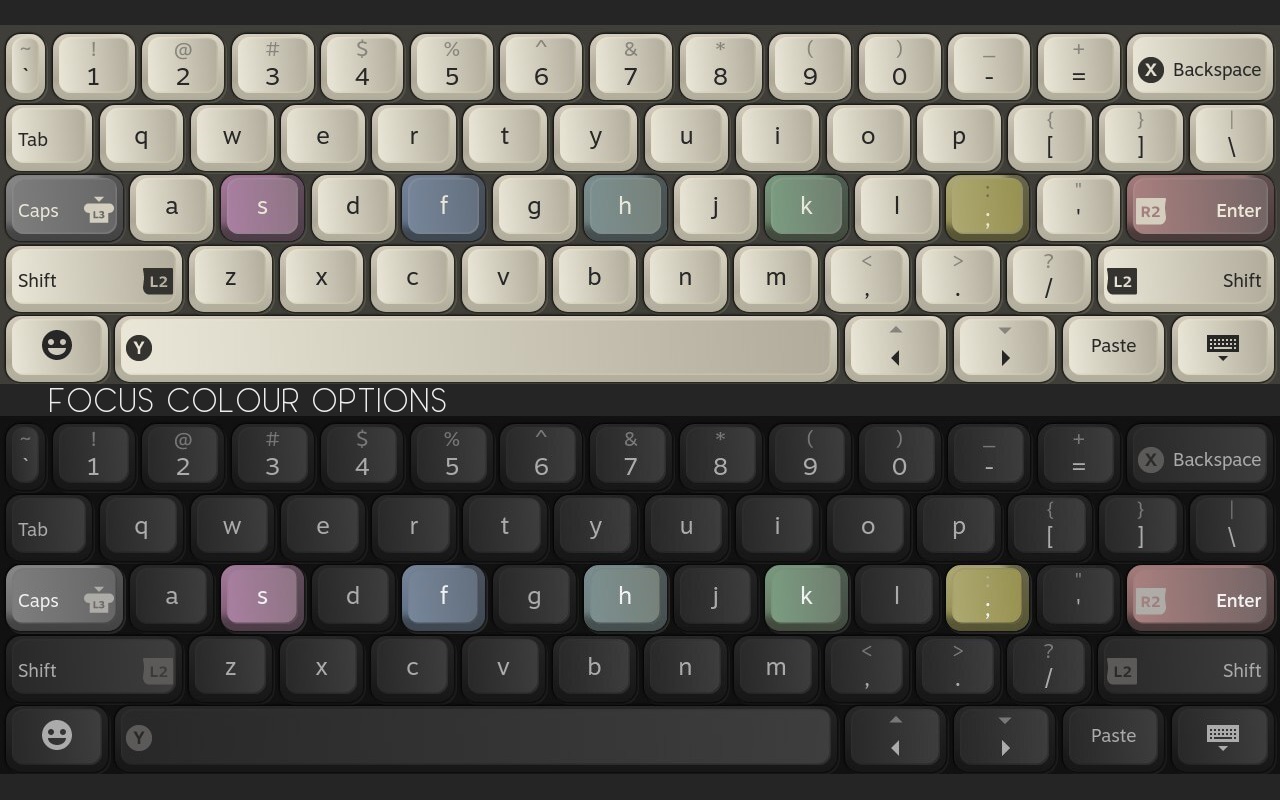 ~ ! @ # $ % ^ & * ( ) _ +
` 1 2 3 4 5 6 7 8 9 0 - = X Backspace
Tab q w e r t y u i o p { [ } ] | \
Caps L3 a s d f g h j k l : ; " ' R2 Enter
Shift L2 z x c v b n m < , > . ? / L2 Shift
Y Paste
FOCUS COLOUR OPTIONS
~ ! @ # $ % ^ & * ( ) _ +
` 1 2 3 4 5 6 7 8 9 0 - = X Backspace
Tab q w e r t y u i o p { [ } ] | \
Caps L3 a s d f g h j k l : ; " ' R2 Enter
Shift L2 z x c v b n m < , > . ? / L2 Shift
Y Paste